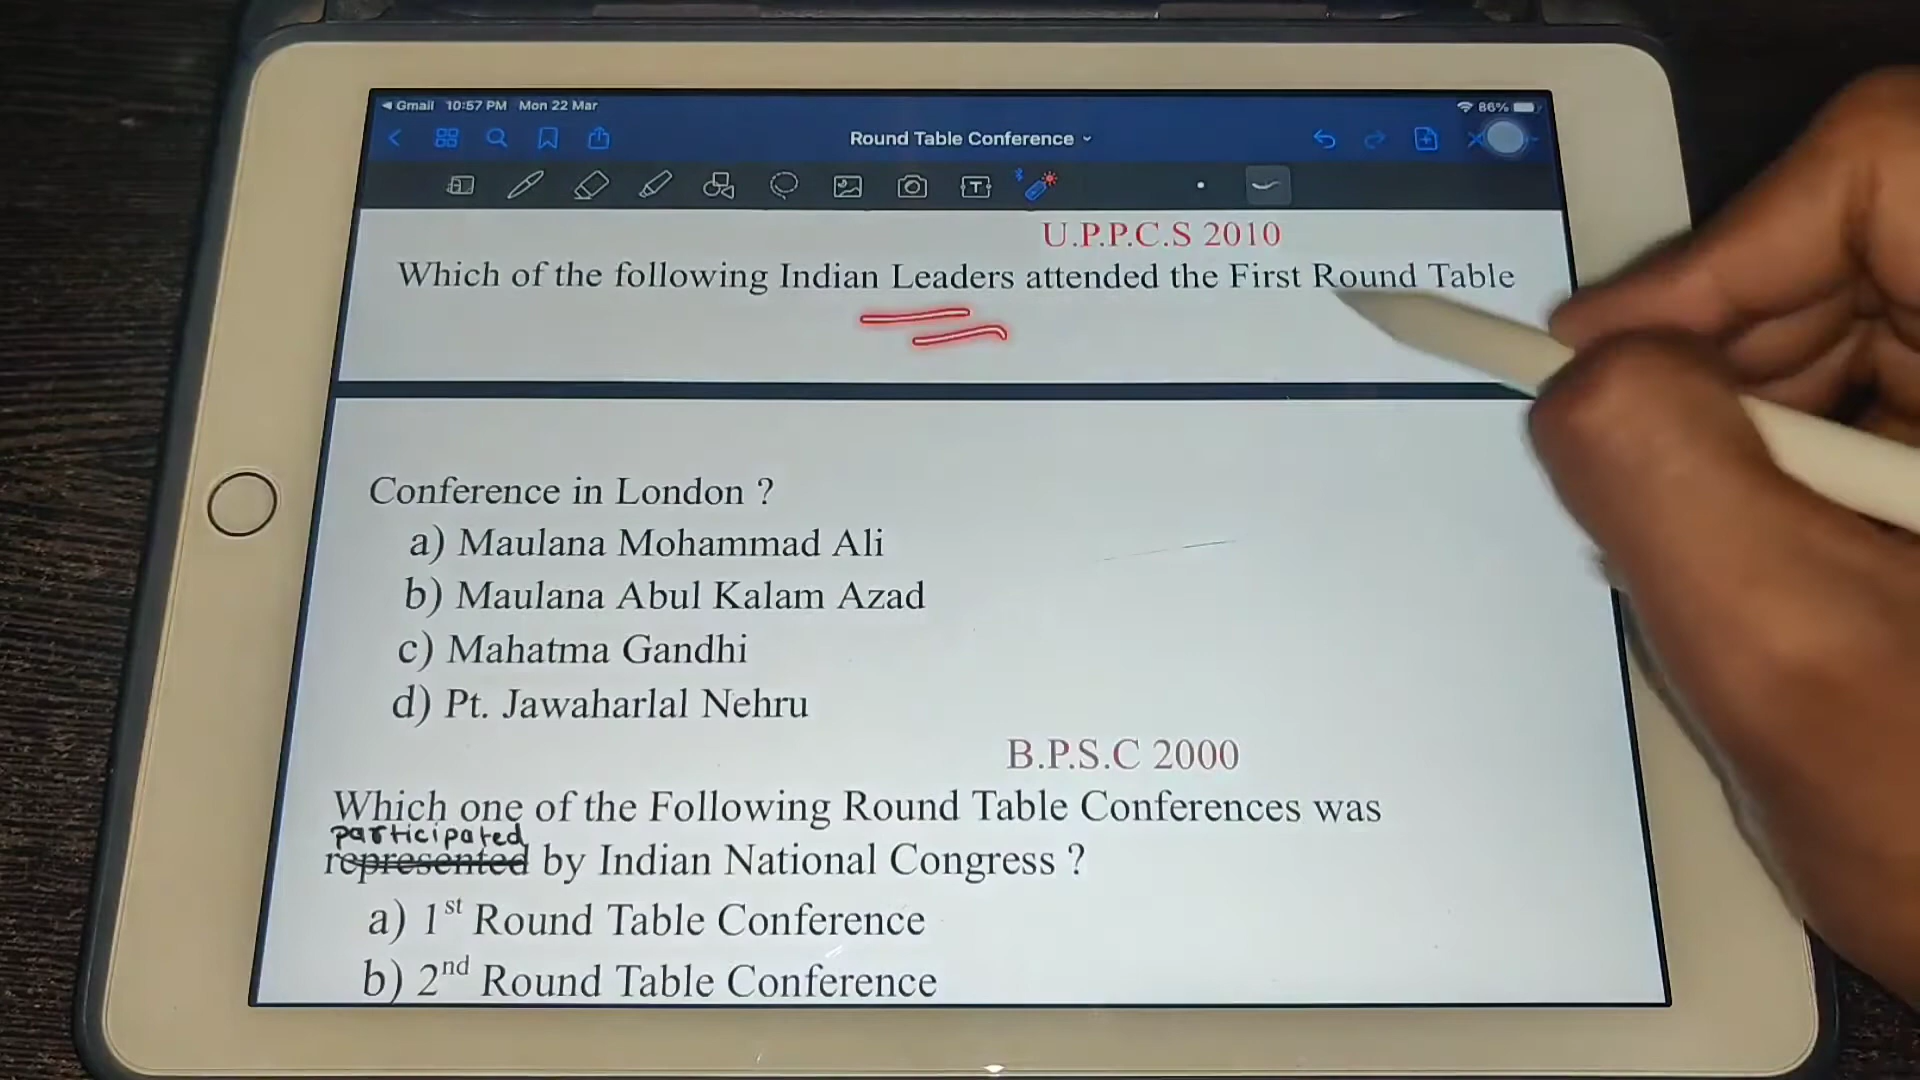 Gmail 10:57 PM Mon 22 Mar 86%
Round Table Conference
T
U.P.P.C.S 2010
Which of the following Indian Leaders attended the First Round Table
Conference in London ?
a) Maulana Mohammad Ali
b) Maulana Abul Kalam Azad
c) Mahatma Gandhi
d) Pt. Jawaharlal Nehru
B.P.S.C 2000
Which one of the Following Round Table Conferences was
participated
represented by Indian National Congress ?
a) 1st Round Table Conference
b) 2nd Round Table Conference